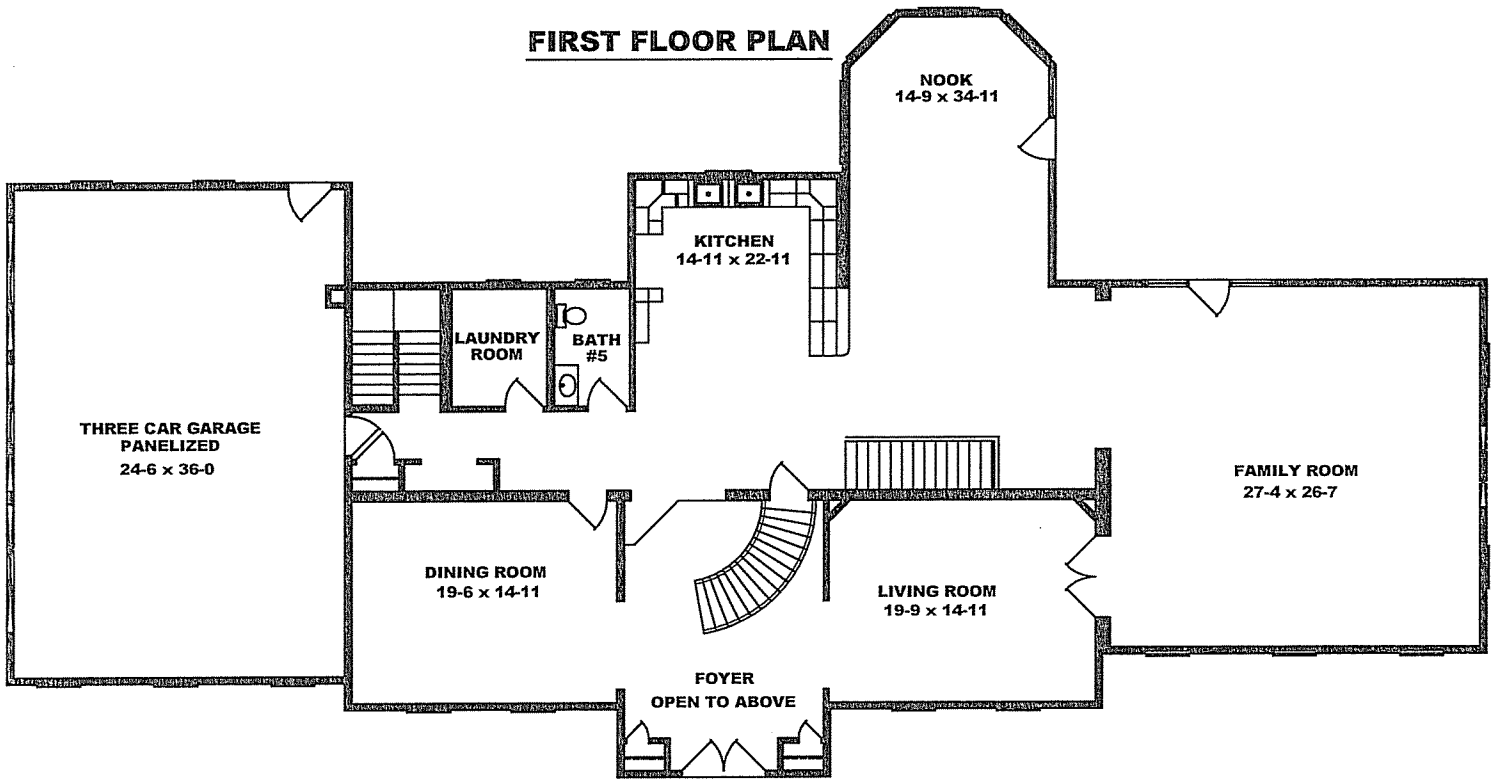 FIRST FLOOR PLAN
NOOK
14-9 x 34-11
KITCHEN
14-11 x 22-11
LAUNDRY
ROOM
BATH
#5
THREE CAR GARAGE
PANELIZED
24-6 x 36-0
FAMILY ROOM
27-4 x 26-7
DINING ROOM
19-6 x 14-11
LIVING ROOM
19-9 x 14-11
FOYER
OPEN TO ABOVE